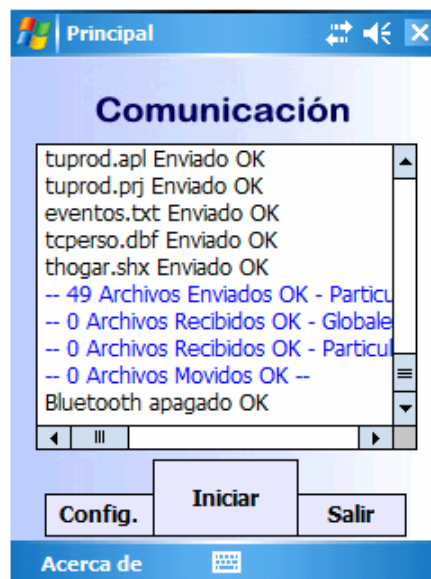 Principal
Comunicación
tuprod.apl Enviado OK
tuprod.prj Enviado OK
eventos.txt Enviado OK
tcperso.dbf Enviado OK
thogar.shx Enviado OK
-- 49 Archivos Enviados OK - Particu
-- 0 Archivos Recibidos OK - Globale
-- 0 Archivos Recibidos OK - Particul
-- 0 Archivos Movidos OK --
Bluetooth apagado OK
Config.
Iniciar
Salir
Acerca de